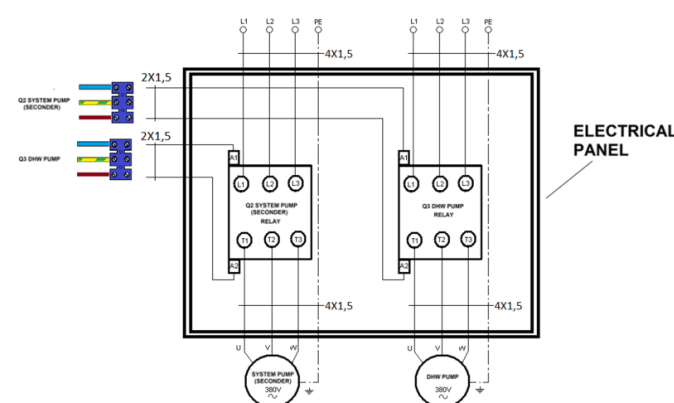 L1 L2 L3 PE
L1 L2 L3 PE
4X1,5
4X1,5
2X1,5
Q2 SYSTEM PUMP
(SECONDER)
2X1,5
Q3 DHW PUMP
ELECTRICAL
PANEL
A1
L1 L2 L3
Q2 SYSTEM PUMP
(SECONDER)
RELAY
T1 T2 T3
A2
A1
L1 L2 L3
Q3 DHW PUMP
RELAY
T1 T2 T3
A2
4X1,5
4X1,5
U V W
U V W
SYSTEM PUMP
(SECONDER)
380V
DHW PUMP
380V